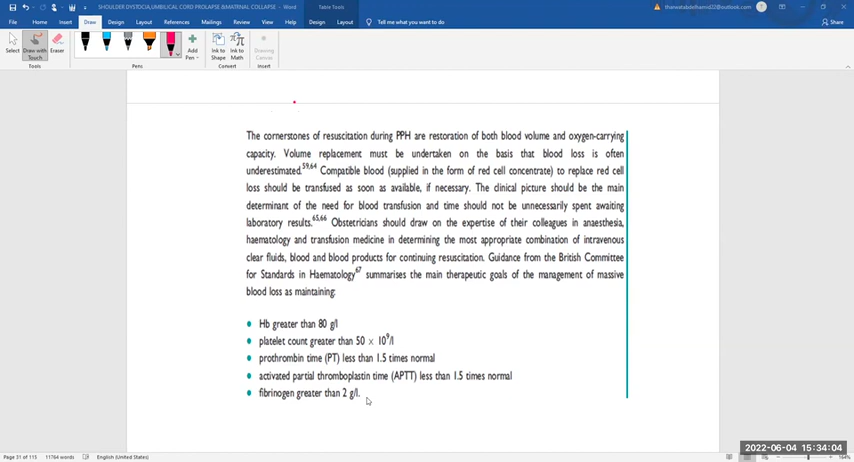 SHOULDER DYSTOCIA,UMBILICAL CORD PROLAPSE @MATERNAL COLLAPSE - Word
Table Tools
tharwatabdelhamid22@outlook.com
File Home Insert Draw Design Layout References Mailings Review View Help Design Layout Tell me what you want to do
Share
Select
Draw with Touch
Eraser
Add Pen
Ink to Shape
Ink to Math
Drawing Canvas
Tools
Pens
Convert
Insert
The cornerstones of resuscitation during PPH are restoration of both blood volume and oxygen-carrying
capacity. Volume replacement must be undertaken on the basis that blood loss is often
underestimated.59,64 Compatible blood (supplied in the form of red cell concentrate) to replace red cell
loss should be transfused as soon as available, if necessary. The clinical picture should be the main
determinant of the need for blood transfusion and time should not be unnecessarily spent awaiting
laboratory results.65,66 Obstetricians should draw on the expertise of their colleagues in anaesthesia,
haematology and transfusion medicine in determining the most appropriate combination of intravenous
clear fluids, blood and blood products for continuing resuscitation. Guidance from the British Committee
for Standards in Haematology67 summarises the main therapeutic goals of the management of massive
blood loss as maintaining:
• Hb greater than 80 g/l
• platelet count greater than 50 × 10⁹/l
• prothrombin time (PT) less than 1.5 times normal
• activated partial thromboplastin time (APTT) less than 1.5 times normal
• fibrinogen greater than 2 g/l.
Page 31 of 115 11764 words English (United States)
2022-06-04 15:34:04
164%